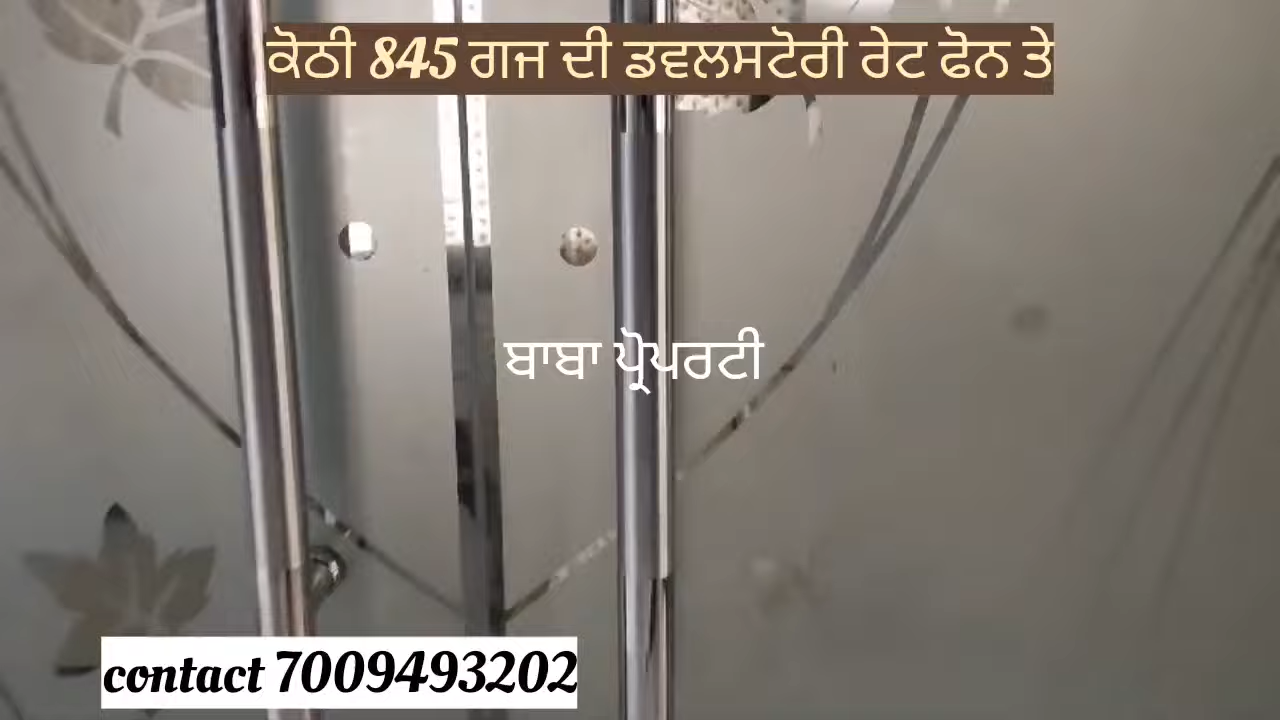 ਕੋਠੀ 845 ਗਜ ਦੀ ਡਵਲਸਟੋਰੀ ਰੇਟ ਫੋਨ ਤੇ
ਬਾਬਾ ਪ੍ਰੋਪਰਟੀ
contact 7009493202